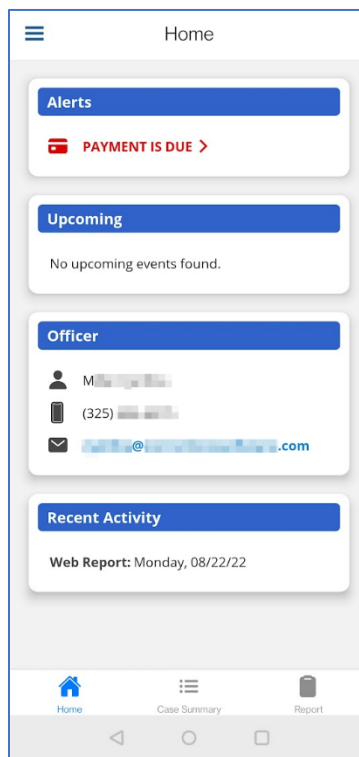 Home
Alerts
PAYMENT IS DUE >
Upcoming
No upcoming events found.
Officer
(325)
@ .com
Recent Activity
Web Report: Monday, 08/22/22
Home Case Summary Report